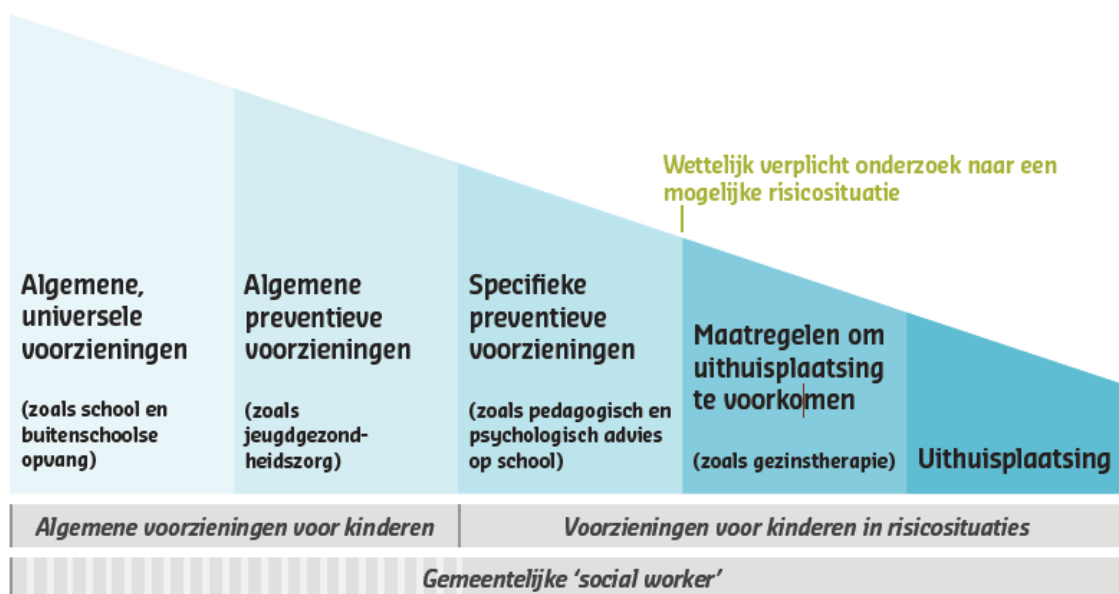 Wettelijk verplicht onderzoek naar een
mogelijke risicosituatie
Algemene,
universele
voorzieningen
(zoals school en
buitenschoolse
opvang)
Algemene
preventieve
voorzieningen
(zoals
jeugdgezond-
heidszorg)
Specifieke
preventieve
voorzieningen
(zoals pedagogisch en
psychologisch advies
op school)
Maatregelen om
uithuisplaatsing
te voorkomen
(zoals gezinstherapie)
Uithuisplaatsing
Algemene voorzieningen voor kinderen
Voorzieningen voor kinderen in risicosituaties
Gemeentelijke ‘social worker’